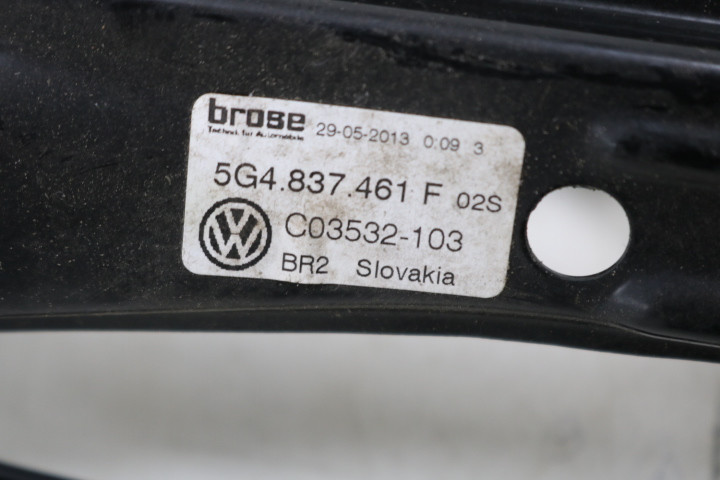 brose
Technik für Automobile
29-05-2013 0:09 3
5G4.837.461 F 02S
C03532-103
BR2 Slovakia